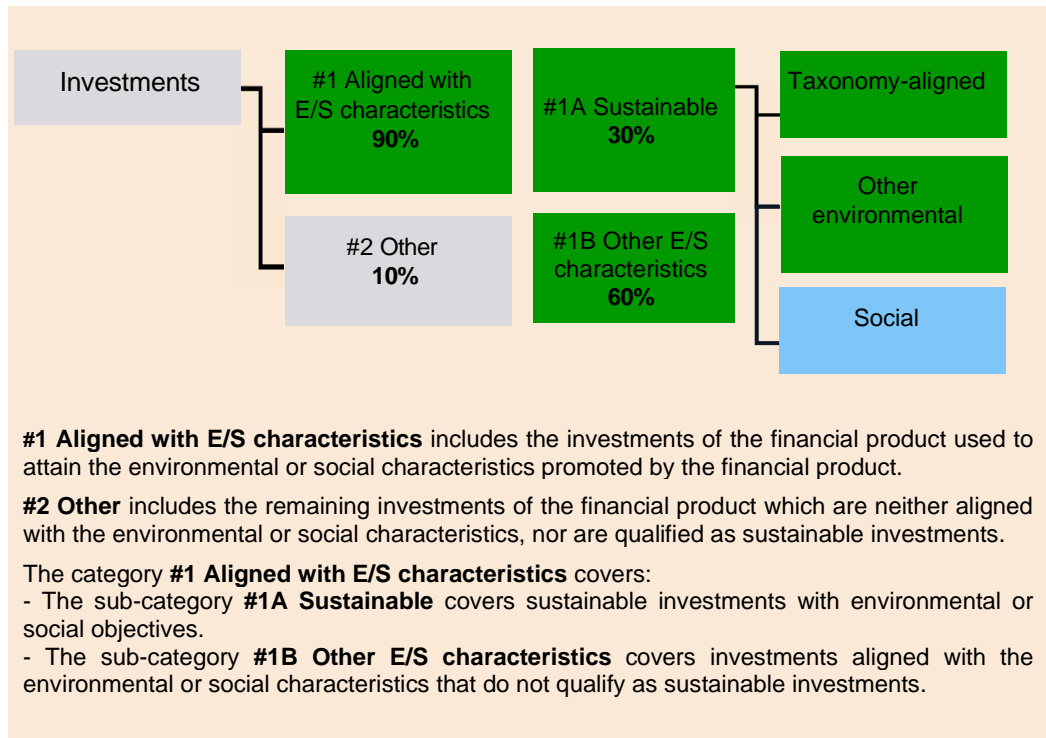 Investments
#1 Aligned with
E/S characteristics
90%
#2 Other
10%
#1A Sustainable
30%
#1B Other E/S
characteristics
60%
Taxonomy-aligned
Other
environmental
Social
#1 Aligned with E/S characteristics includes the investments of the financial product used to
attain the environmental or social characteristics promoted by the financial product.
#2 Other includes the remaining investments of the financial product which are neither aligned
with the environmental or social characteristics, nor are qualified as sustainable investments.
The category #1 Aligned with E/S characteristics covers:
- The sub-category #1A Sustainable covers sustainable investments with environmental or
social objectives.
- The sub-category #1B Other E/S characteristics covers investments aligned with the
environmental or social characteristics that do not qualify as sustainable investments.